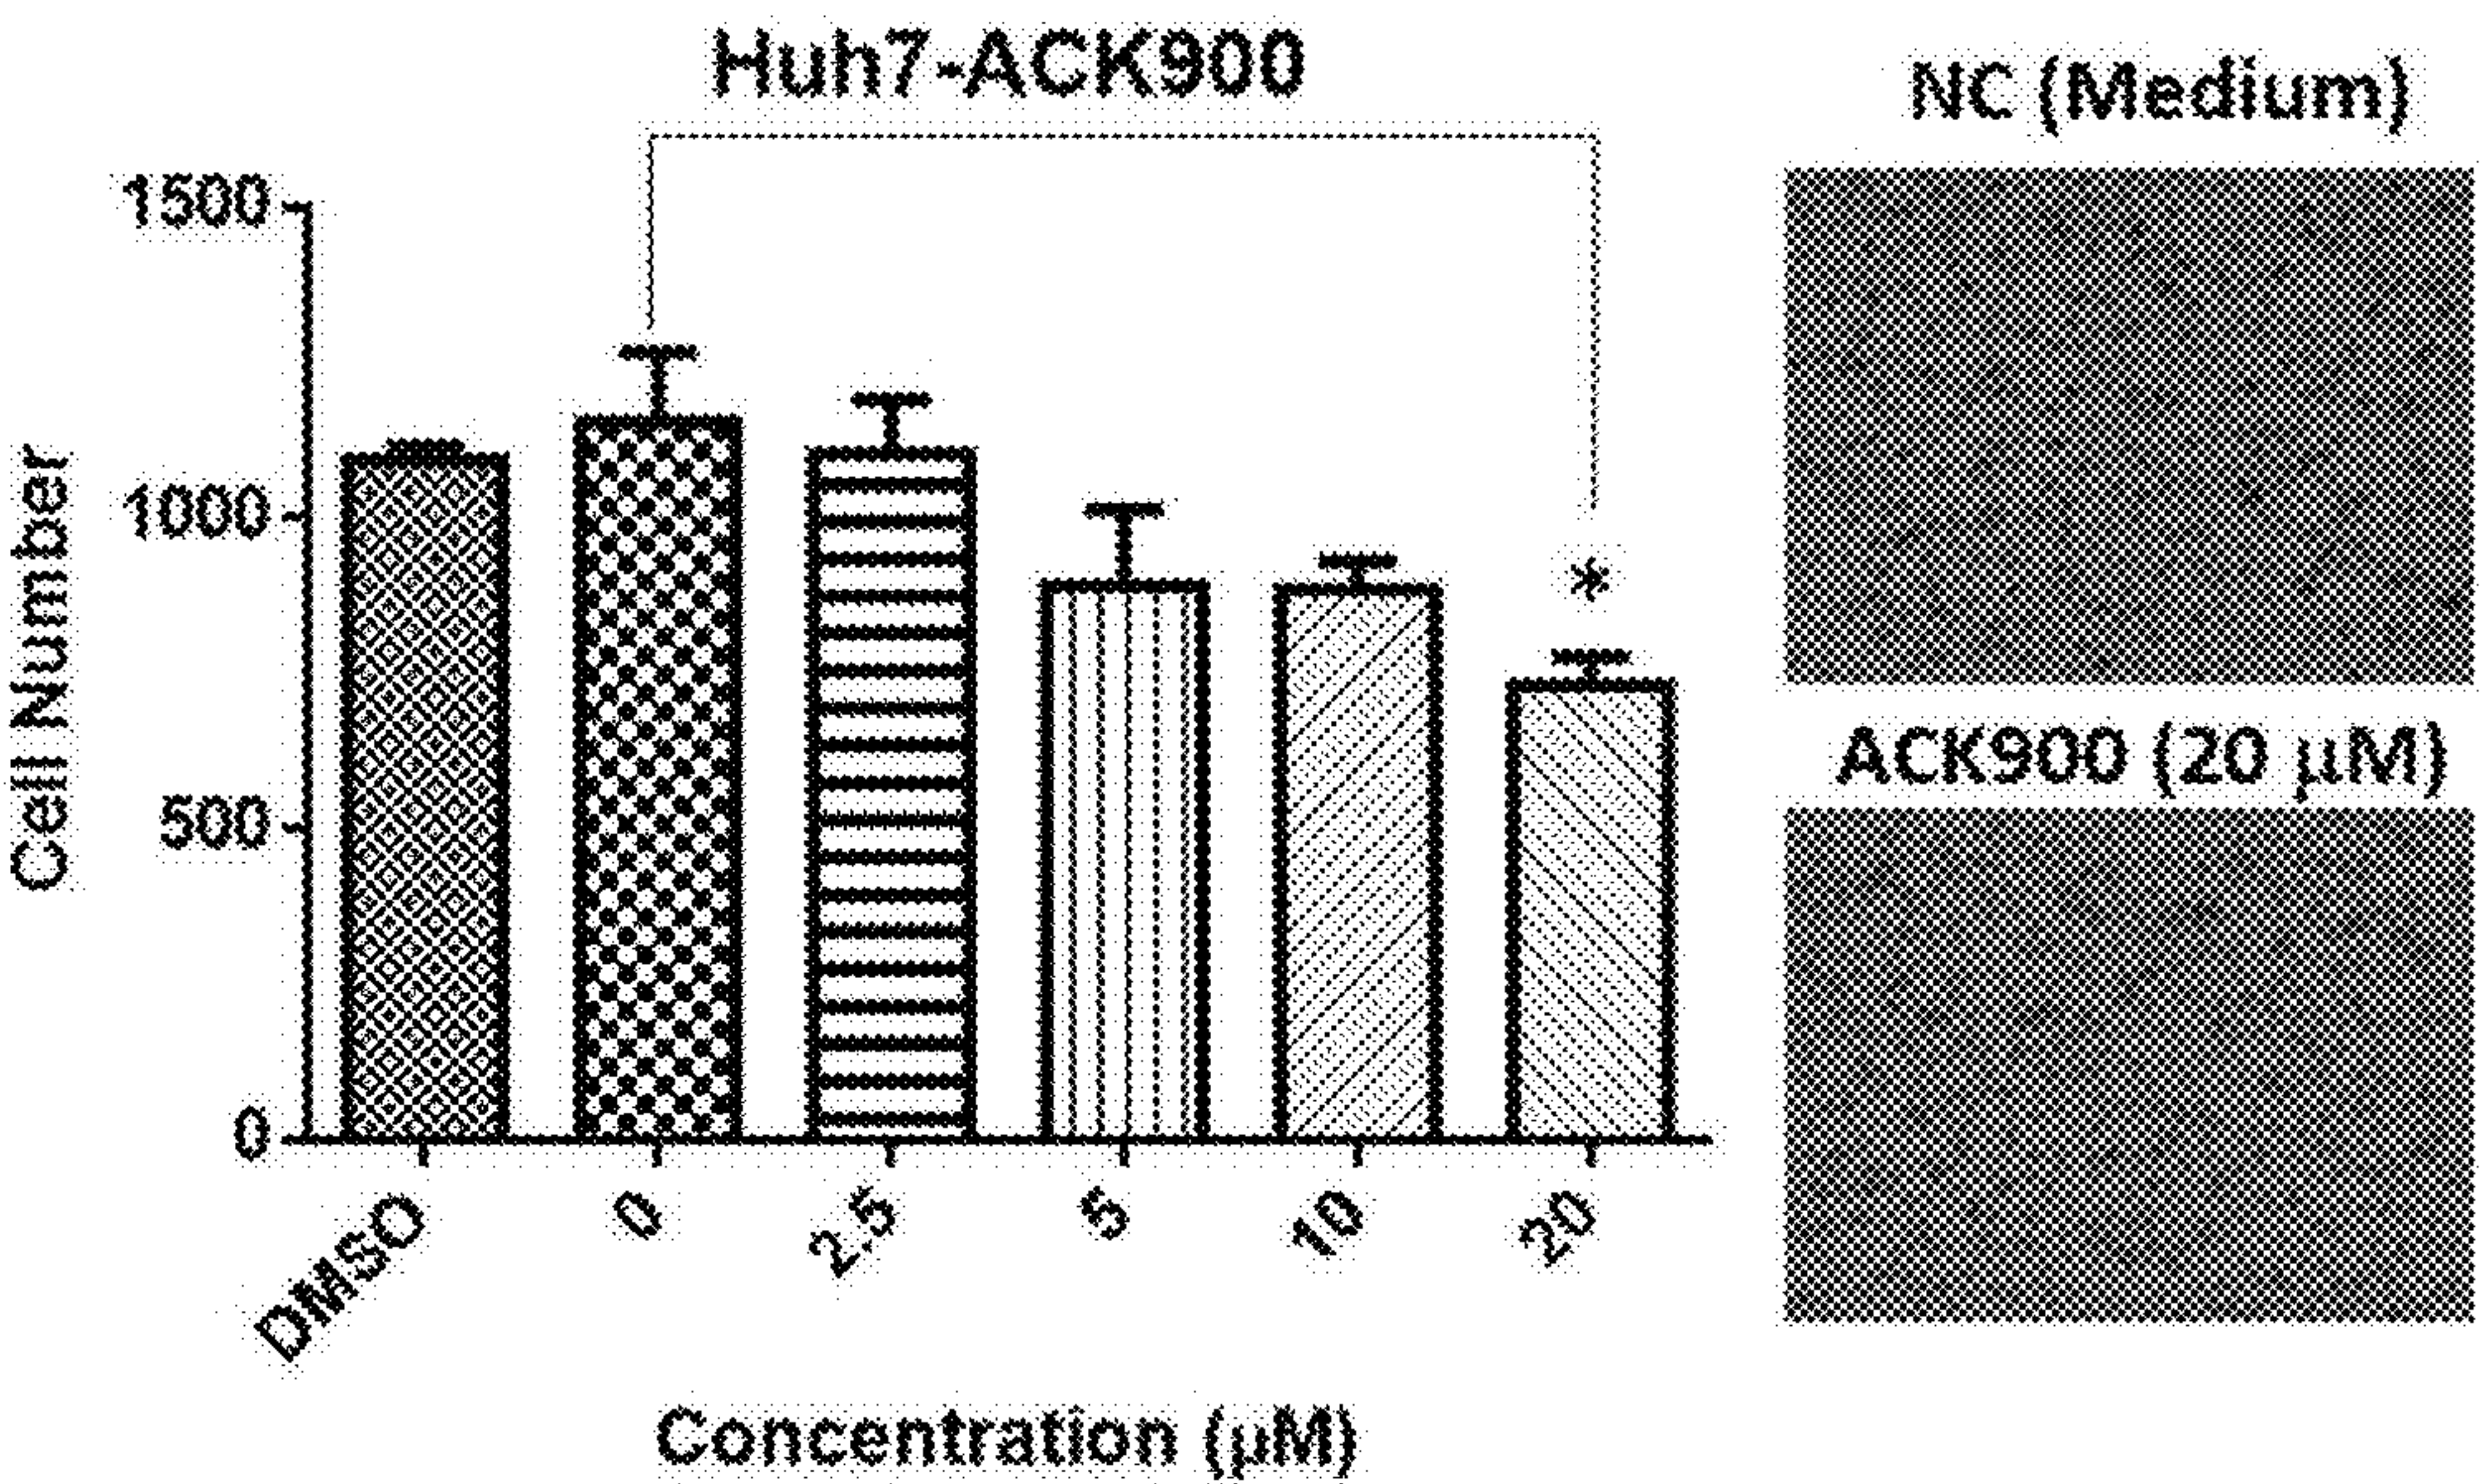 Huh7-ACK900
NC (Medium)
1500
1000
500
0
Cell Number
*
ACK900 (20 μM)
DMSO
0
2.5
5
10
20
Concentration (μM)